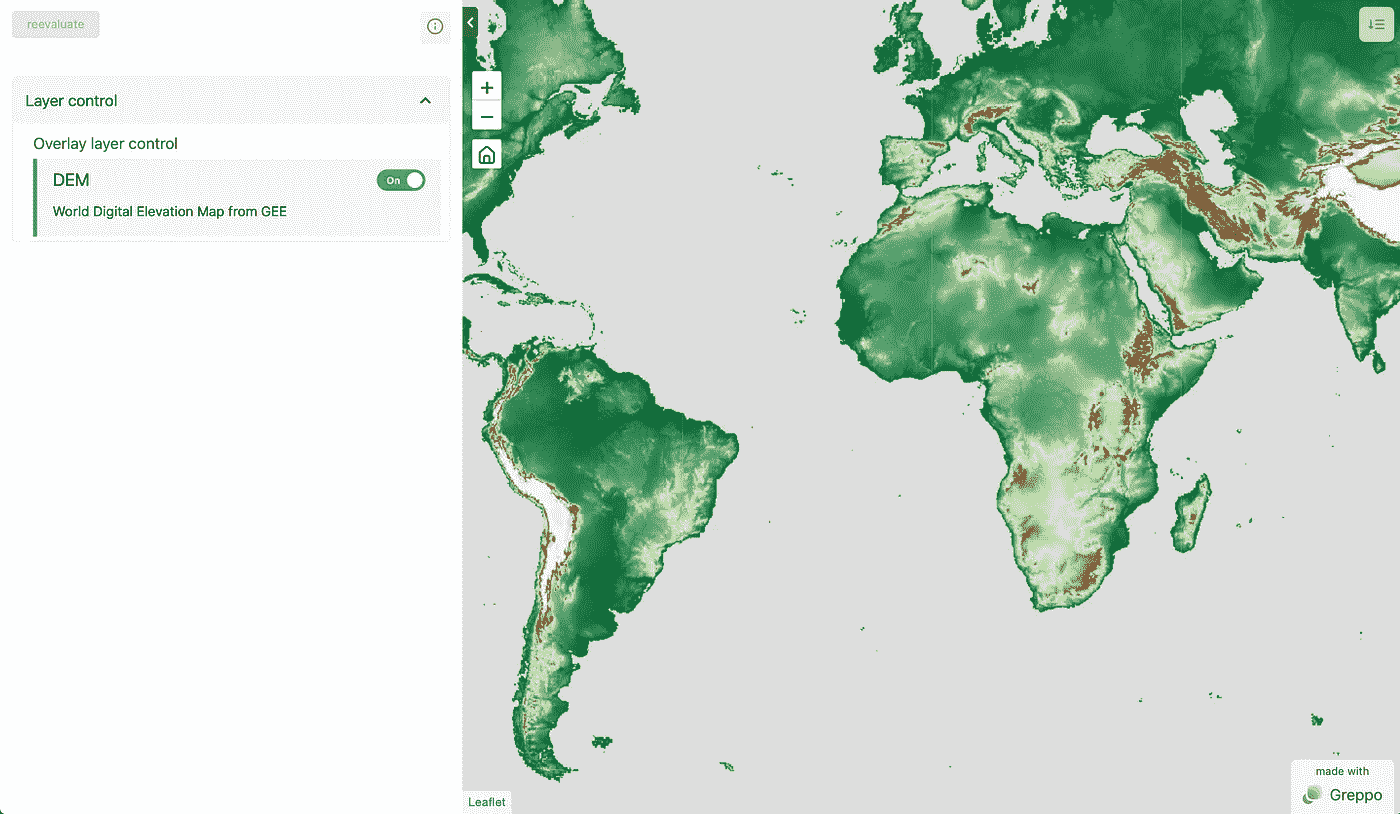 reevaluate
Layer control
Overlay layer control
DEM
On
World Digital Elevation Map from GEE
+
−
Leaflet
made with
Greppo